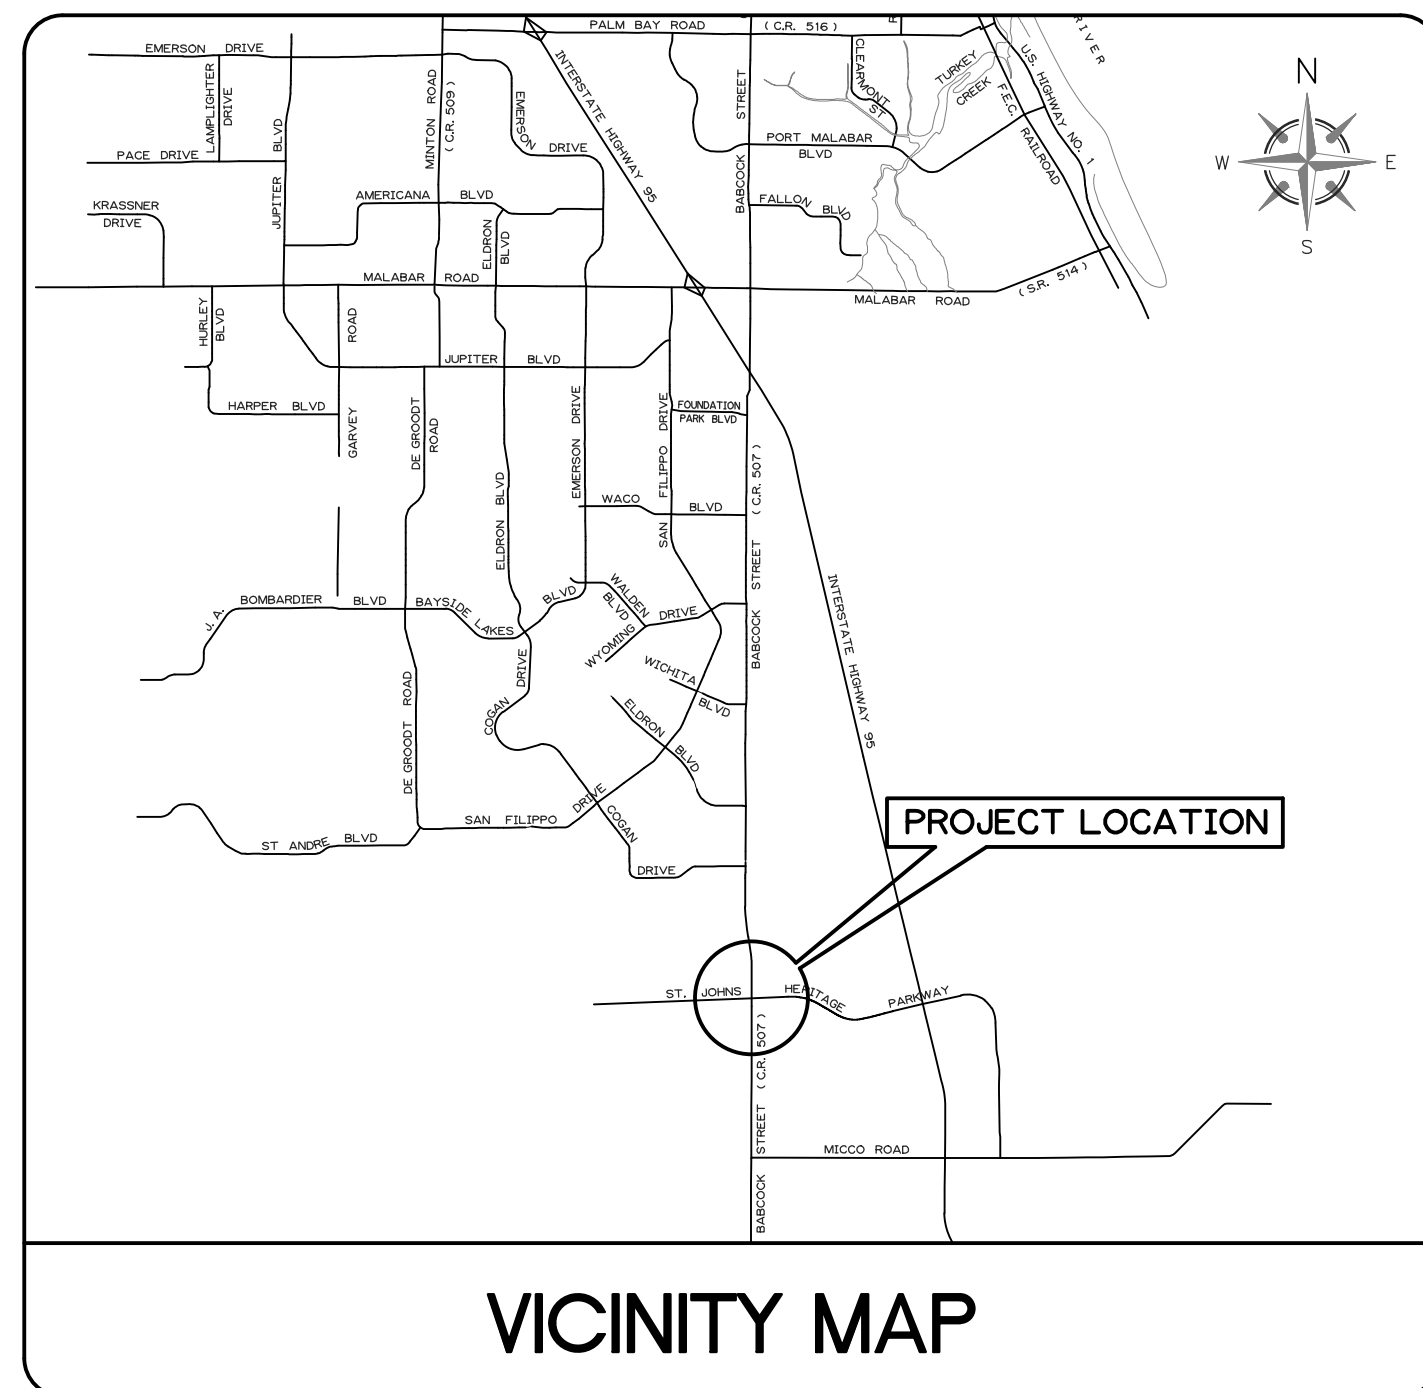 PALM BAY ROAD ( C.R. 516 )
RIVER
EMERSON DRIVE
CLEARMONT ST
TURKEY CREEK
U.S. HIGHWAY NO. 1
F.E.C. RAILROAD
N
W E
S
INTERSTATE HIGHWAY 95
LAMPLIGHTER DRIVE
MINTON ROAD
( C.R. 509 )
EMERSON DRIVE
BABCOCK STREET
PORT MALABAR
BLVD
PACE DRIVE
JUPITER BLVD
AMERICANA BLVD
KRASSNER
DRIVE
ELDRON BLVD
FALLON BLVD
MALABAR ROAD
MALABAR ROAD
( S.R. 514 )
HURLEY BLVD
GARVEY ROAD
JUPITER BLVD
HARPER BLVD
DE GROODT ROAD
FOUNDATION
PARK BLVD
SAN FILIPPO DRIVE
EMERSON DRIVE
ELDRON BLVD
( C.R. 507 )
WACO BLVD
BABCOCK STREET
INTERSTATE HIGHWAY 95
J. A. BOMBARDIER BLVD
BAYSIDE LAKES BLVD
WALDEN BLVD
WYOMING DRIVE
WICHITA BLVD
COGAN DRIVE
ELDRON BLVD
DE GROODT ROAD
SAN FILIPPO DRIVE
COGAN DRIVE
ST ANDRE BLVD
PROJECT LOCATION
ST. JOHNS HERITAGE PARKWAY
BABCOCK STREET ( C.R. 507 )
MICCO ROAD
VICINITY MAP